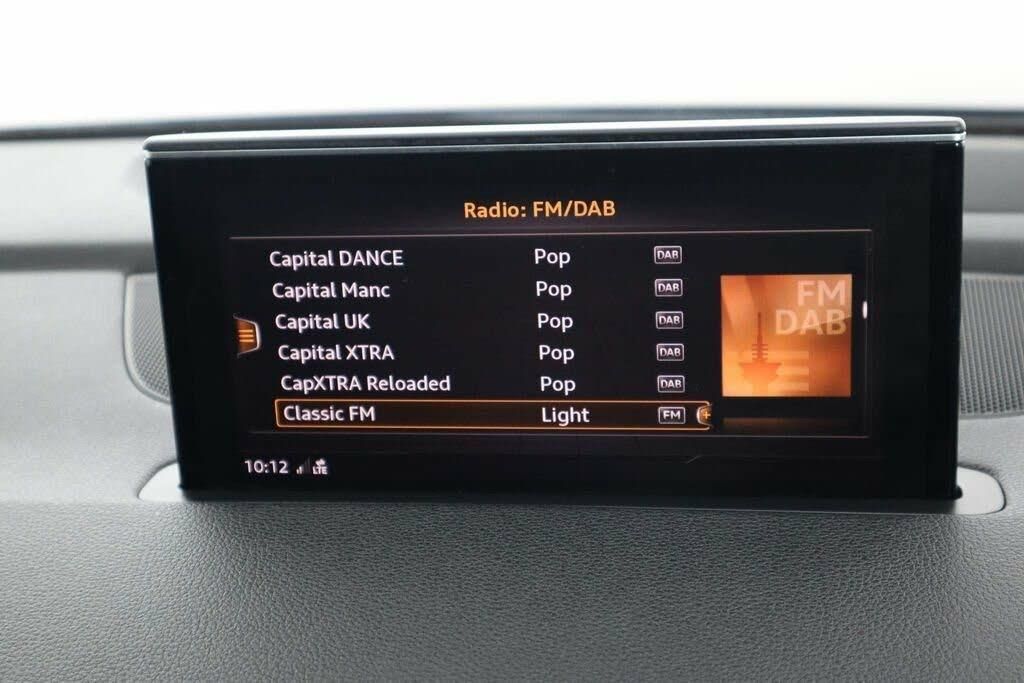 Radio: FM/DAB
Capital DANCE Pop DAB
Capital Manc Pop DAB
Capital UK Pop DAB
Capital XTRA Pop DAB
CapXTRA Reloaded Pop DAB
Classic FM Light FM
FM
DAB
10:12 LTE